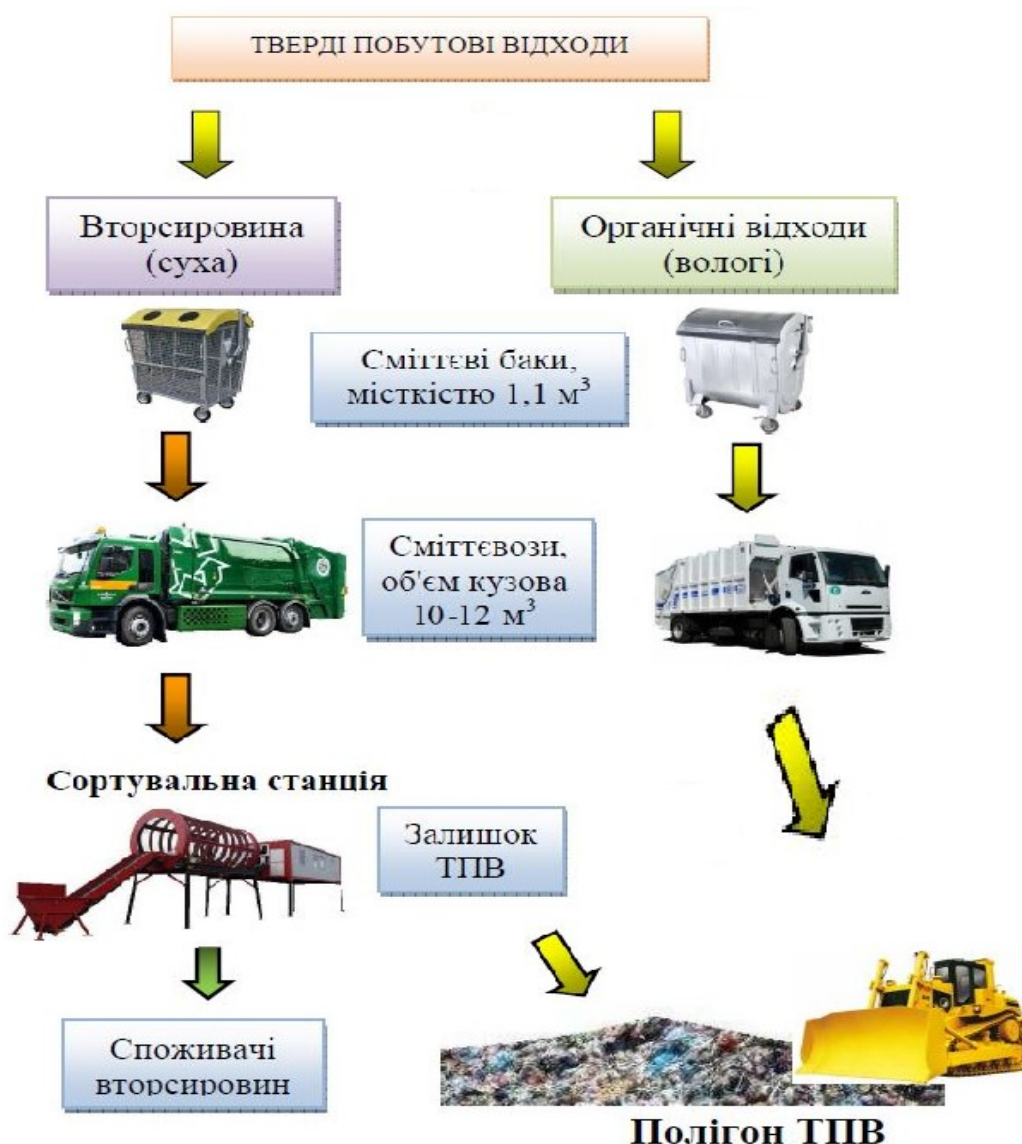 ТВЕРДІ ПОБУТОВІ ВІДХОДИ
Вторсировина
(суха)
Органічні відходи
(вологі)
Сміттєві баки,
місткістю 1,1 м³
Сміттєвози,
об'єм кузова
10-12 м³
Сортувальна станція
Залишок
ТПВ
Споживачі
вторсировин
Полігон ТПВ